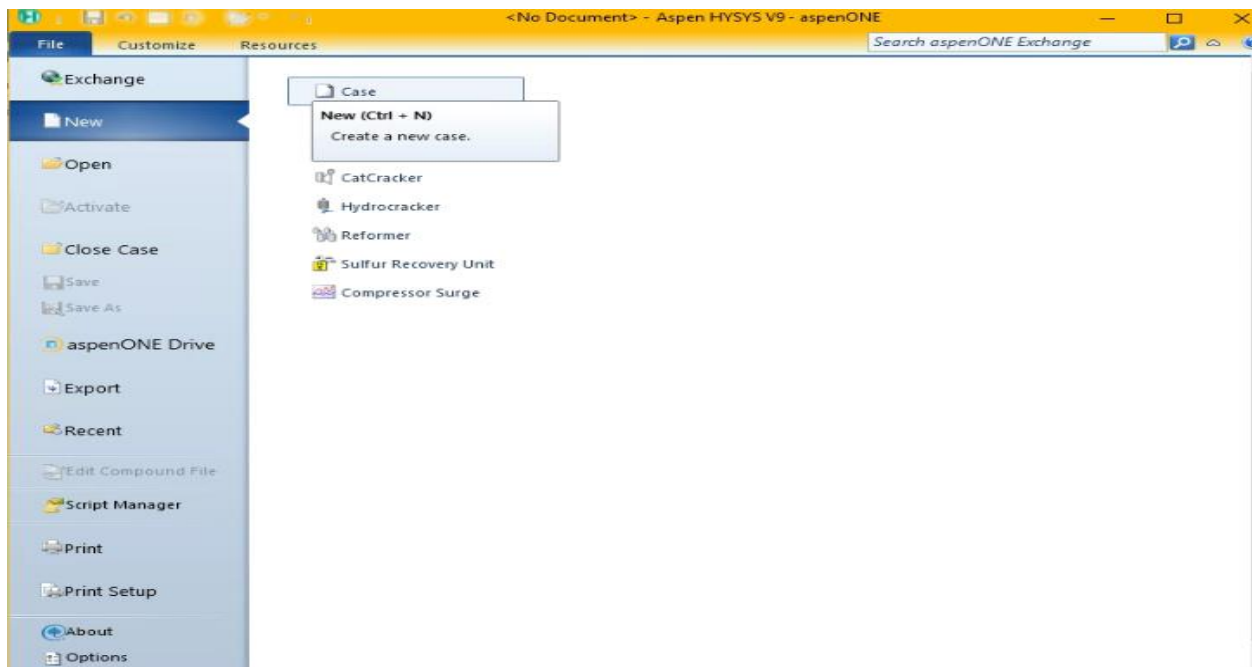 <No Document> - Aspen HYSYS V9 - aspenONE
File Customize Resources Search aspenONE Exchange
Exchange
New
Open
Activate
Close Case
Save
Save As
aspenONE Drive
Export
Recent
Edit Compound File
Script Manager
Print
Print Setup
About
Options
Case
New (Ctrl + N)
Create a new case.
CatCracker
Hydrocracker
Reformer
Sulfur Recovery Unit
Compressor Surge